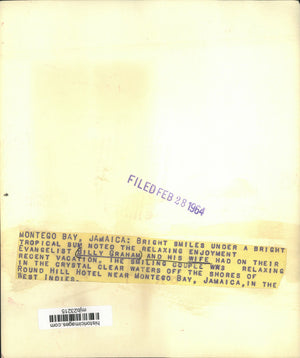 FILED FEB 28 1964
MONTEGO BAY, JAMAICA: BRIGHT SMILES UNDER A BRIGHT
TROPICAL SUN NOTED THE RELAXING ENJOYMENT
EVANGELIST (BILLY GRAHAM) AND HIS WIFE HAD ON THEIR
RECENT VACATION. THE SMILING COUPLE WAS RELAXING
IN THE CRYSTAL CLEAR WATERS OFF THE SHORES OF
ROUND HILL HOTEL NEAR MONTEGO BAY, JAMAICA, IN THE
WEST INDIES.
historicimages.com
mjb23215